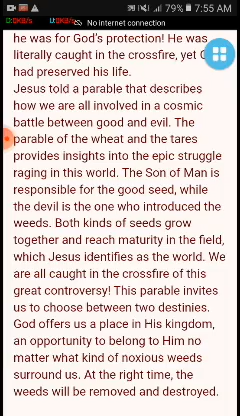 0KB/s 0KB/s 79% 7:55 AM
No internet connection
he was for God's protection! He was
literally caught in the crossfire, yet
had preserved his life.
Jesus told a parable that describes
how we are all involved in a cosmic
battle between good and evil. The
parable of the wheat and the tares
provides insights into the epic struggle
raging in this world. The Son of Man is
responsible for the good seed, while
the devil is the one who introduced the
weeds. Both kinds of seeds grow
together and reach maturity in the field,
which Jesus identifies as the world. We
are all caught in the crossfire of this
great controversy! This parable invites
us to choose between two destinies.
God offers us a place in His kingdom,
an opportunity to belong to Him no
matter what kind of noxious weeds
surround us. At the right time, the
weeds will be removed and destroyed.